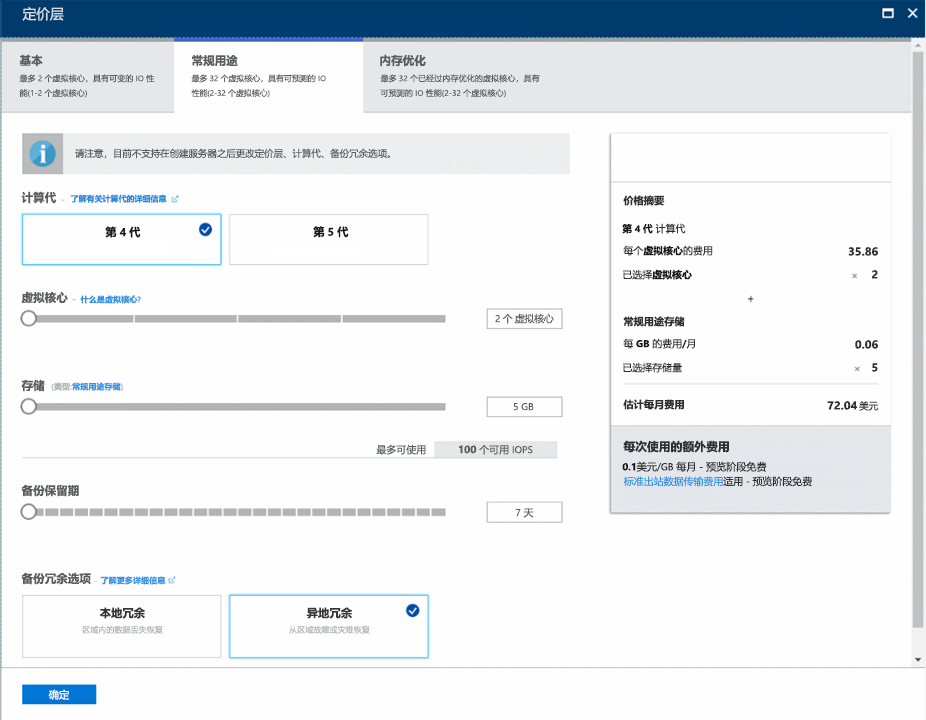 定价层
基本
最多 2 个虚拟核心，具有可变的 IO 性
能(1-2 个虚拟核心)
常规用途
最多 32 个虚拟核心，具有可预测的 IO
性能(2-32 个虚拟核心)
内存优化
最多 32 个已经过内存优化的虚拟核心，具有
可预测的 IO 性能(2-32 个虚拟核心)
请注意，目前不支持在创建服务器之后更改定价层、计算代、备份冗余选项。
计算代 - 了解有关计算代的详细信息
第 4 代
第 5 代
虚拟核心 - 什么是虚拟核心?
2 个 虚拟核心
存储 (类型:常规用途存储)
5 GB
最多可使用 100 个可用 IOPS
备份保留期
7 天
备份冗余选项 - 了解更多详细信息
本地冗余
区域内的数据丢失恢复
异地冗余
从区域故障或灾难恢复
确定
价格摘要
第 4 代 计算代
每个虚拟核心的费用 35.86
已选择虚拟核心 × 2
+
常规用途存储
每 GB 的费用/月 0.06
已选择存储量 × 5
估计每月费用 72.04 美元
每次使用的额外费用
0.1美元/GB 每月 - 预览阶段免费
标准出站数据传输费用适用 - 预览阶段免费